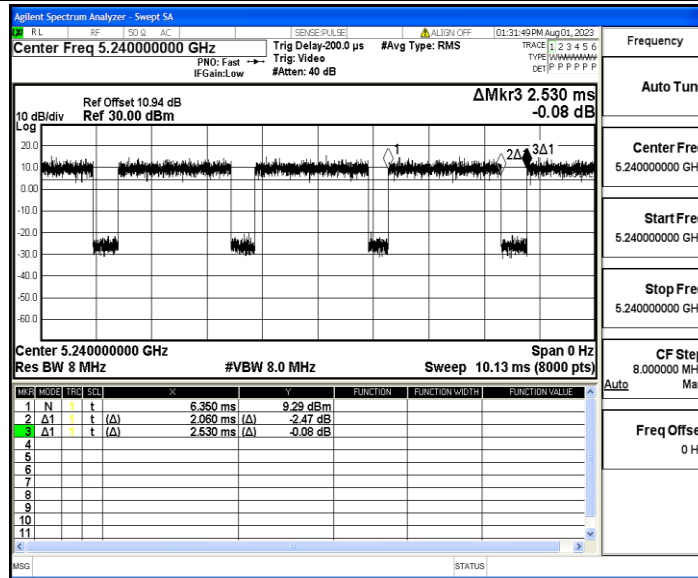 Agilent Spectrum Analyzer - Swept SA
RL RF 50 Ω AC SENSE:PULSE ALIGN OFF 01:31:49PM Aug 01, 2023
Center Freq 5.240000000 GHz
PNO: Fast
IFGain:Low
Trig Delay-200.0 µs
Trig: Video
#Atten: 40 dB
#Avg Type: RMS
TRACE 1 2 3 4 5 6
TYPE WWWWWW
DET P P P P P P
Frequency
Auto Tun
ΔMkr3 2.530 ms
-0.08 dB
Ref Offset 10.94 dB
10 dB/div Ref 30.00 dBm
Log
20.0
10.0
0.00
-10.0
-20.0
-30.0
-40.0
-50.0
-60.0
1
2Δ1
3Δ1
Center Fre
5.240000000 GH
Start Fre
5.240000000 GH
Stop Fre
5.240000000 GH
CF Ste
8.000000 MH
Auto Ma
Freq Offse
0 H
Center 5.240000000 GHz Span 0 Hz
Res BW 8 MHz #VBW 8.0 MHz Sweep 10.13 ms (8000 pts)
MKR MODE TRC SCL X Y FUNCTION FUNCTION WIDTH FUNCTION VALUE
1 N 1 t 6.350 ms 9.29 dBm
2 Δ1 1 t (Δ) 2.060 ms (Δ) -2.47 dB
3 Δ1 1 t (Δ) 2.530 ms (Δ) -0.08 dB
4
5
6
7
8
9
10
11
MSG STATUS